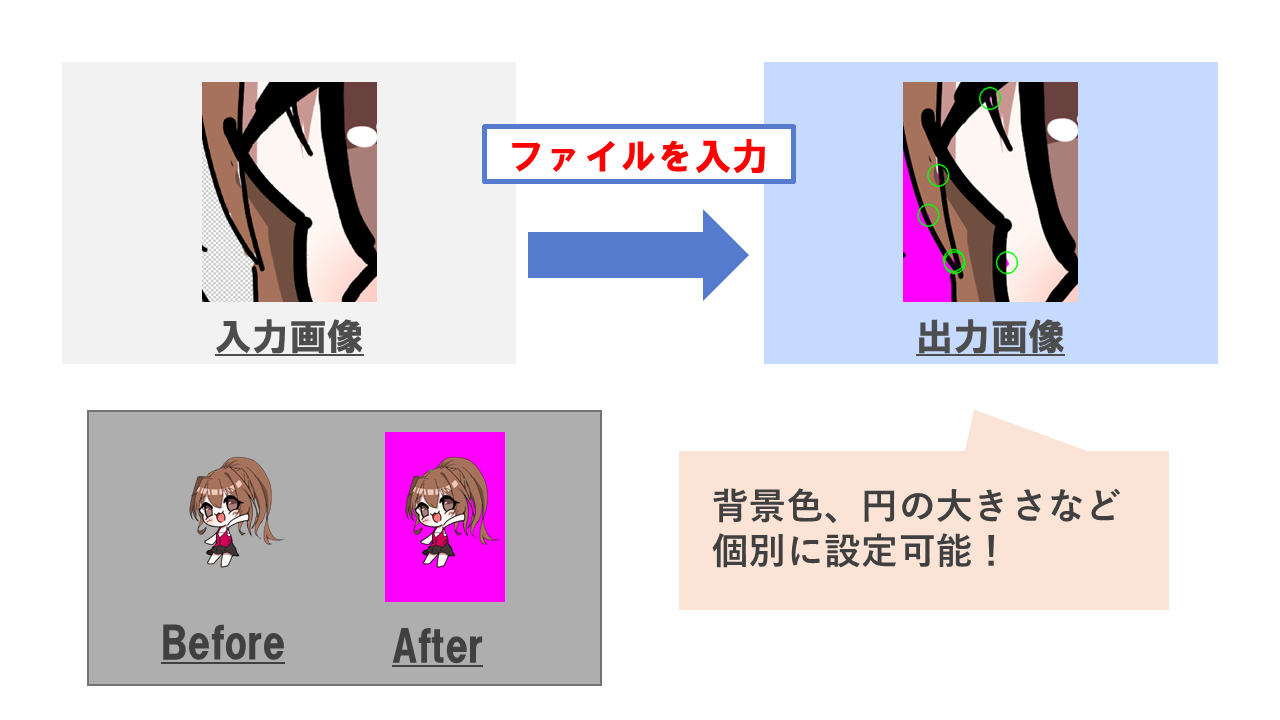 ファイルを入力
入力画像
出力画像
背景色、円の大きさなど
個別に設定可能！
Before
After